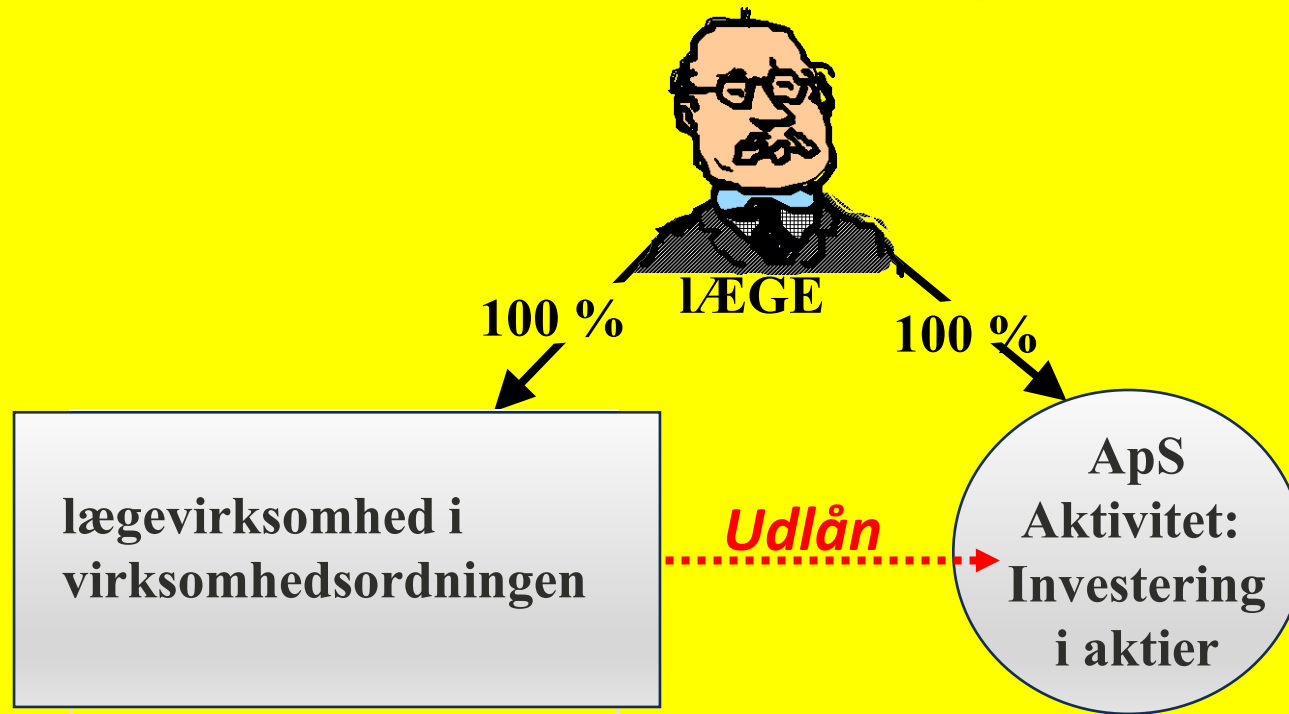 lÆGE
100 %
100 %
lægevirksomhed i
virksomhedsordningen
Udlån
ApS
Aktivitet:
Investering
i aktier